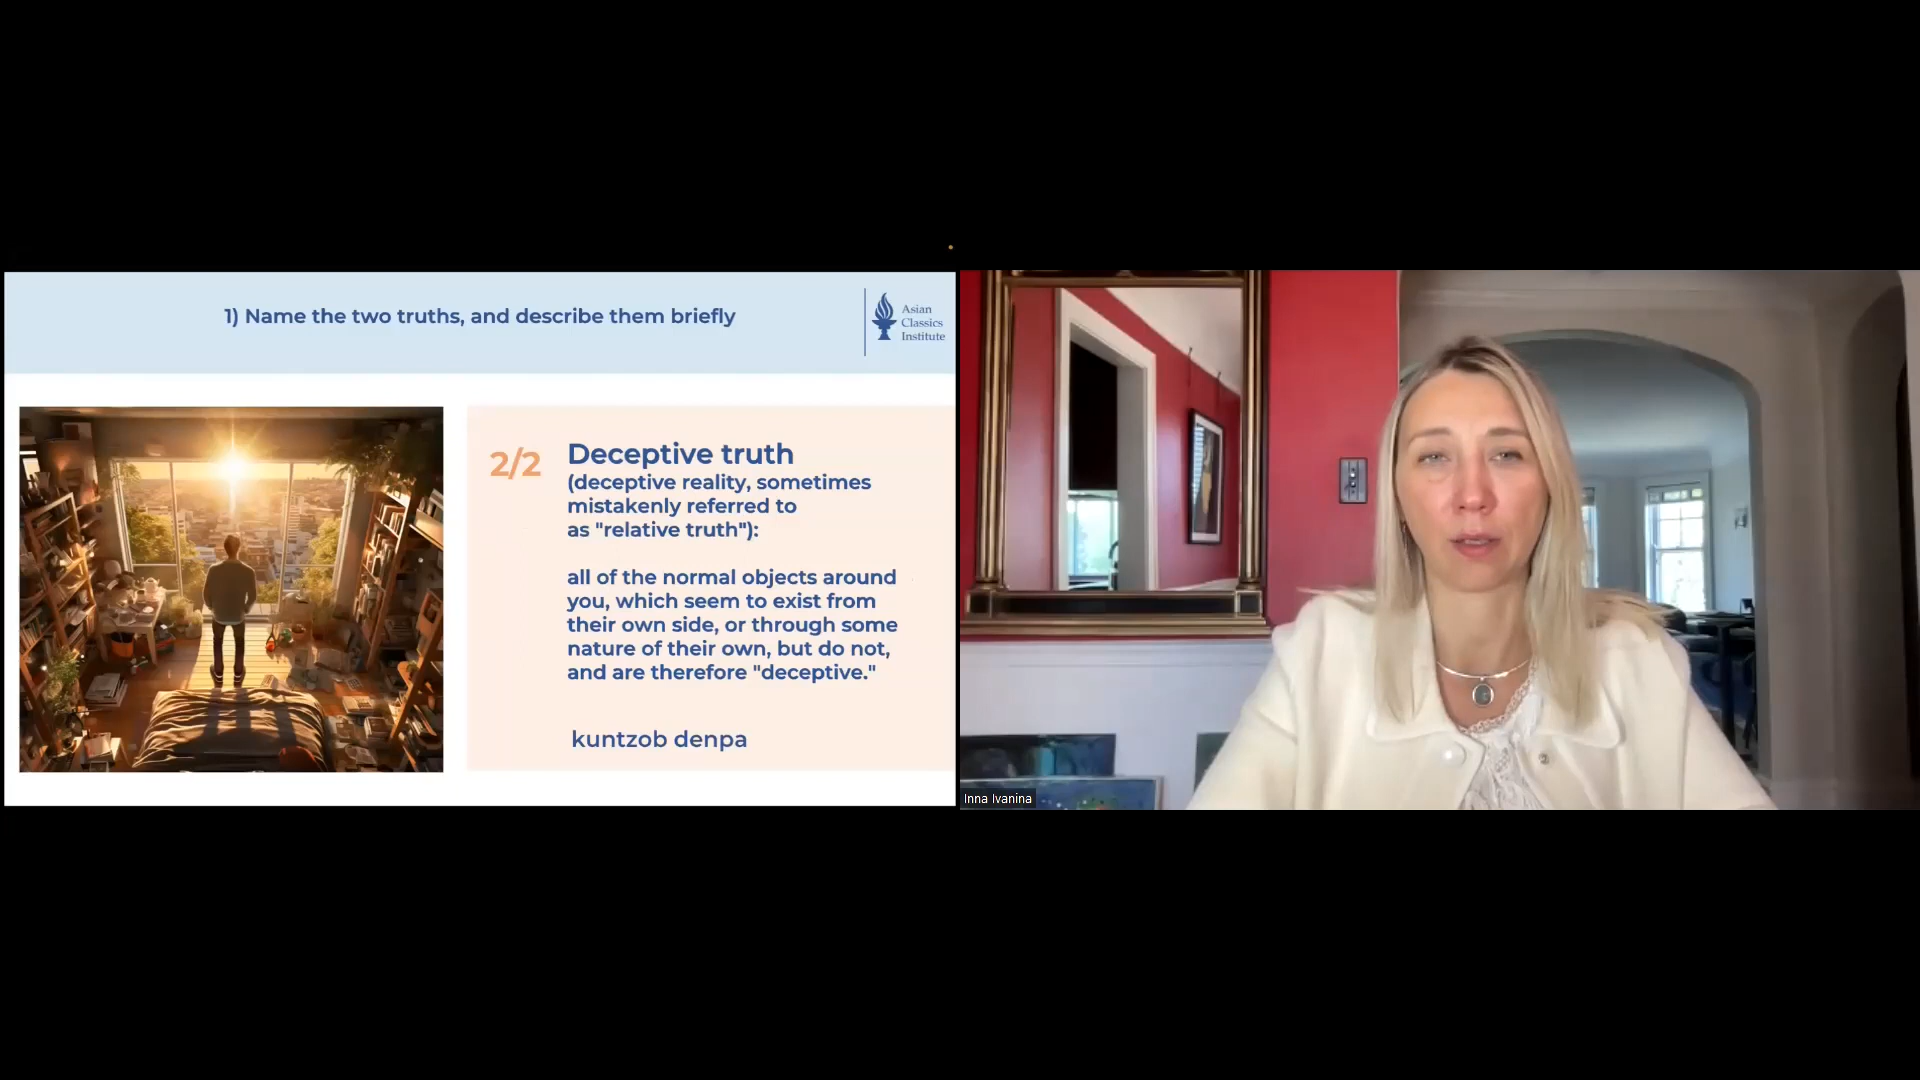 1) Name the two truths, and describe them briefly
Asian
Classics
Institute
2/2
Deceptive truth
(deceptive reality, sometimes
mistakenly referred to
as "relative truth"):
all of the normal objects around
you, which seem to exist from
their own side, or through some
nature of their own, but do not,
and are therefore "deceptive."
kuntzob denpa
Inna Ivanina